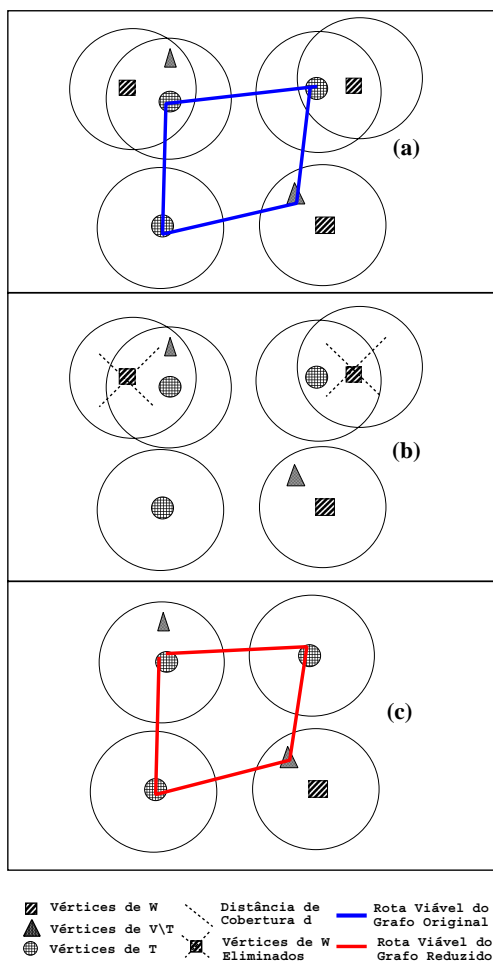 (a)
(b)
(c)
Vértices de W
Vértices de V\T
Vértices de T
Distância de
Cobertura d
Vértices de W
Eliminados
Rota Viável do
Grafo Original
Rota Viável do
Grafo Reduzido